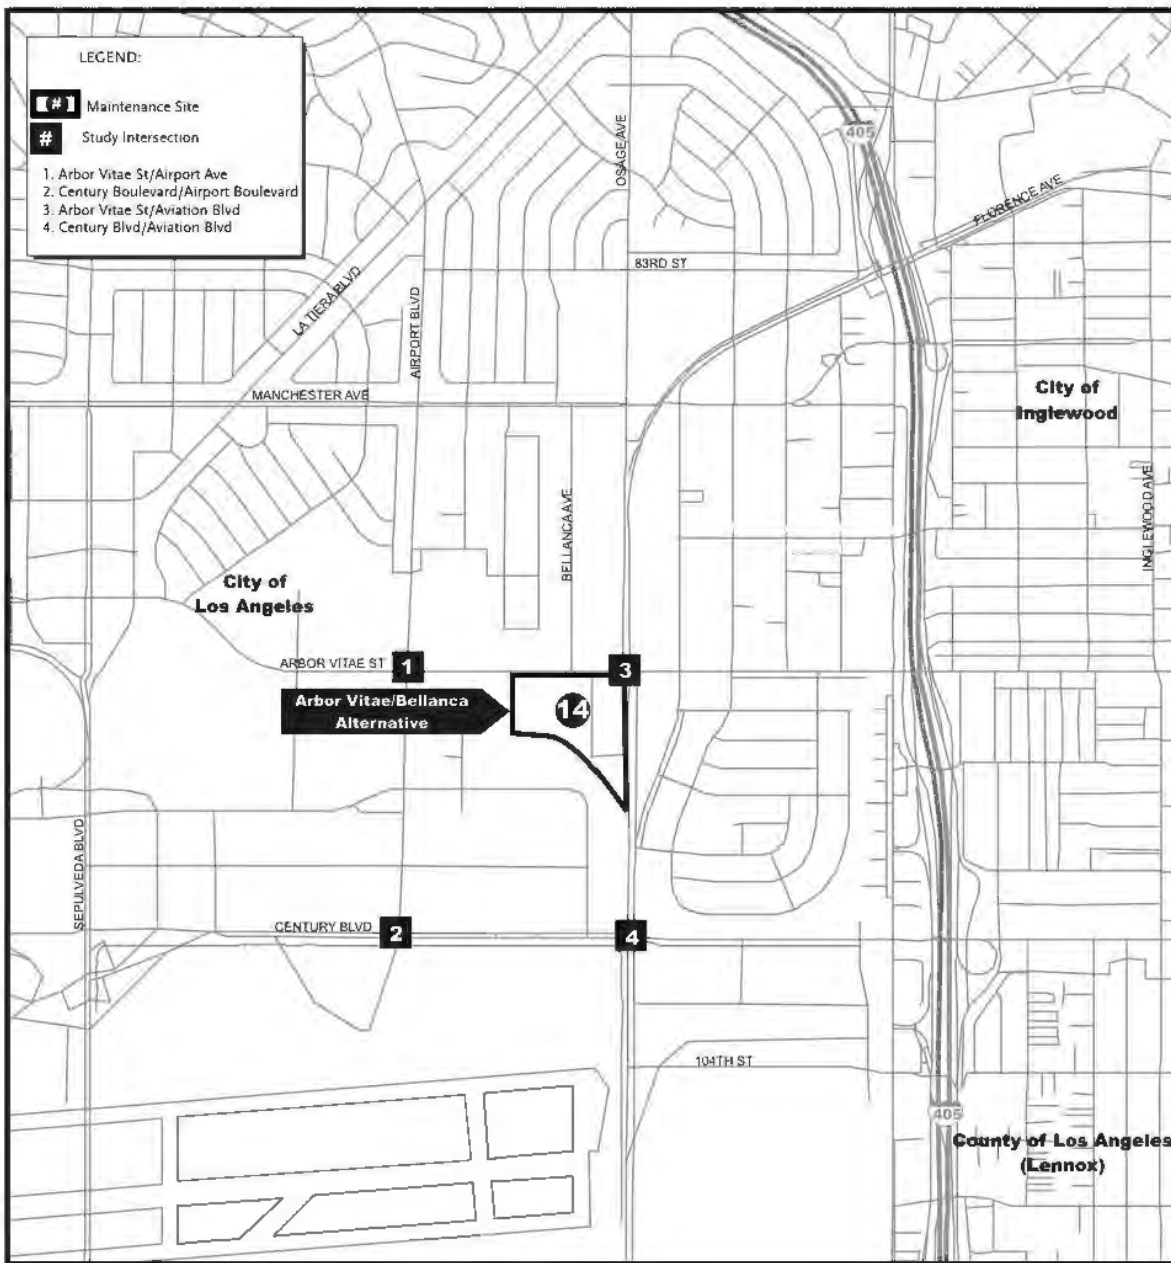 LEGEND:
[#] Maintenance Site
# Study Intersection
1. Arbor Vitae St/Airport Ave
2. Century Boulevard/Airport Boulevard
3. Arbor Vitae St/Aviation Blvd
4. Century Blvd/Aviation Blvd
OSAGE AVE
405
FLORENCE AVE
83RD ST
LA TIERA BLVD
AIRPORT BLVD
MANCHESTER AVE
City of
Inglewood
BELLANCA AVE
INGLEWOOD AVE
City of
Los Angeles
ARBOR VITAE ST
1
3
Arbor Vitae/Bellanca
Alternative
14
SEPULVEDA BLVD
CENTURY BLVD
2
4
104TH ST
405
County of Los Angeles
(Lennox)